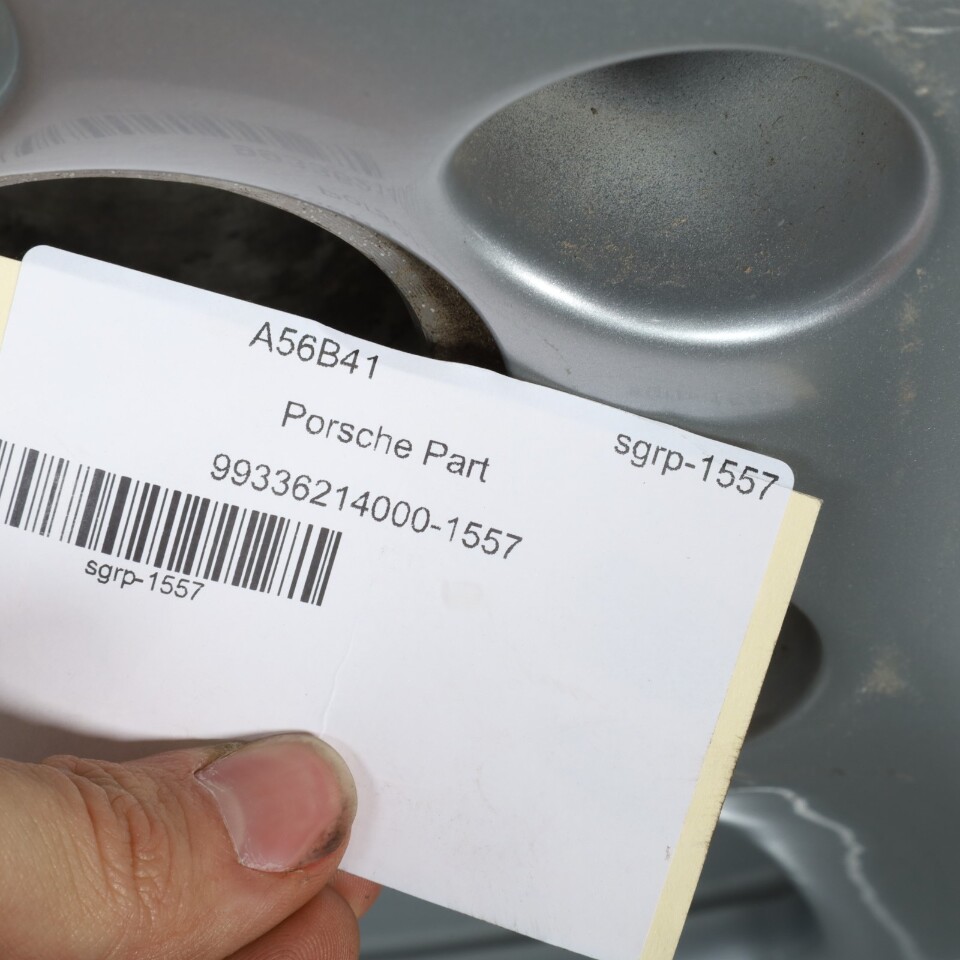 A56B41
Porsche Part
sgrp-1557
99336214000-1557
sgrp-1557